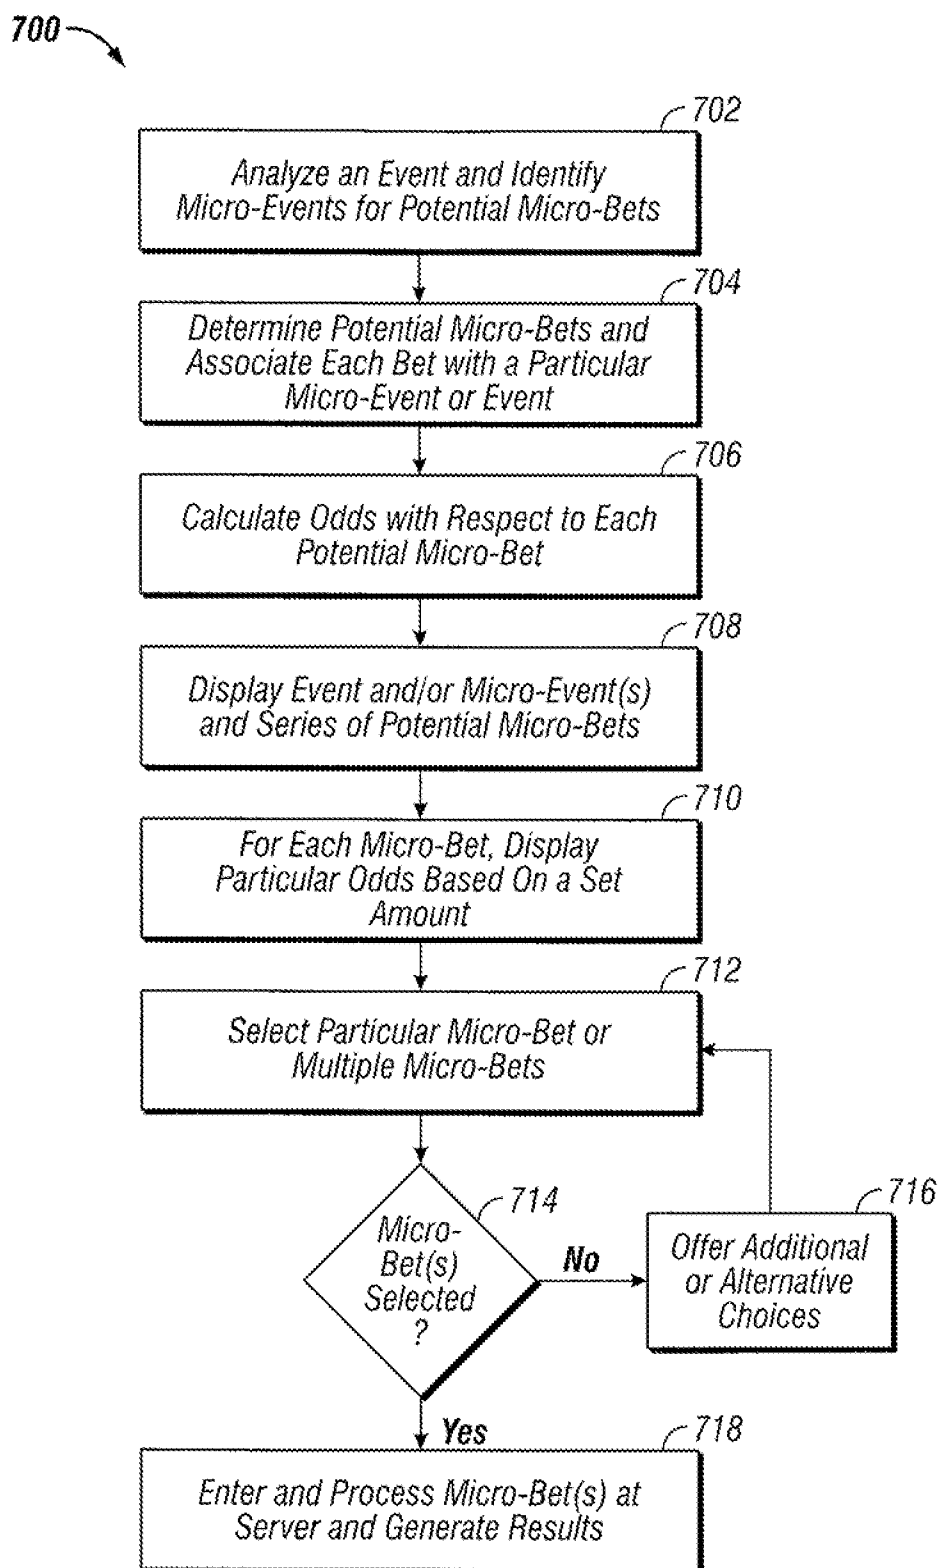 700
702
Analyze an Event and Identify
Micro-Events for Potential Micro-Bets
704
Determine Potential Micro-Bets and
Associate Each Bet with a Particular
Micro-Event or Event
706
Calculate Odds with Respect to Each
Potential Micro-Bet
708
Display Event and/or Micro-Event(s)
and Series of Potential Micro-Bets
710
For Each Micro-Bet, Display
Particular Odds Based On a Set
Amount
712
Select Particular Micro-Bet or
Multiple Micro-Bets
714
Micro-
Bet(s)
Selected
?
No
716
Offer Additional
or Alternative
Choices
Yes
718
Enter and Process Micro-Bet(s) at
Server and Generate Results